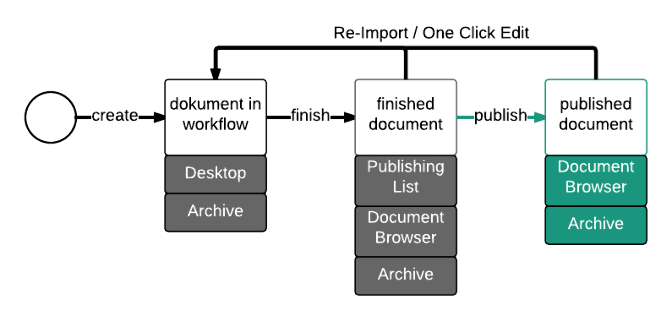 Re-Import / One Click Edit
create
dokument in
workflow
finish
finished
document
publish
published
document
Desktop
Archive
Publishing
List
Document
Browser
Archive
Document
Browser
Archive